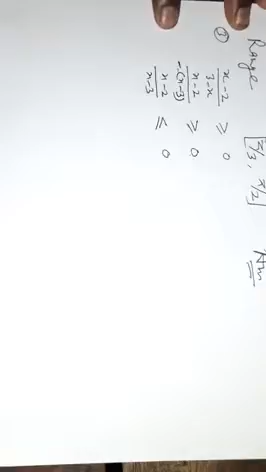 Range [π/3, π/2] Ans
① (x-2)/(3-x) ≥ 0
(x-2)/(-(x-3)) ≥ 0
(x-2)/(x-3) ≤ 0